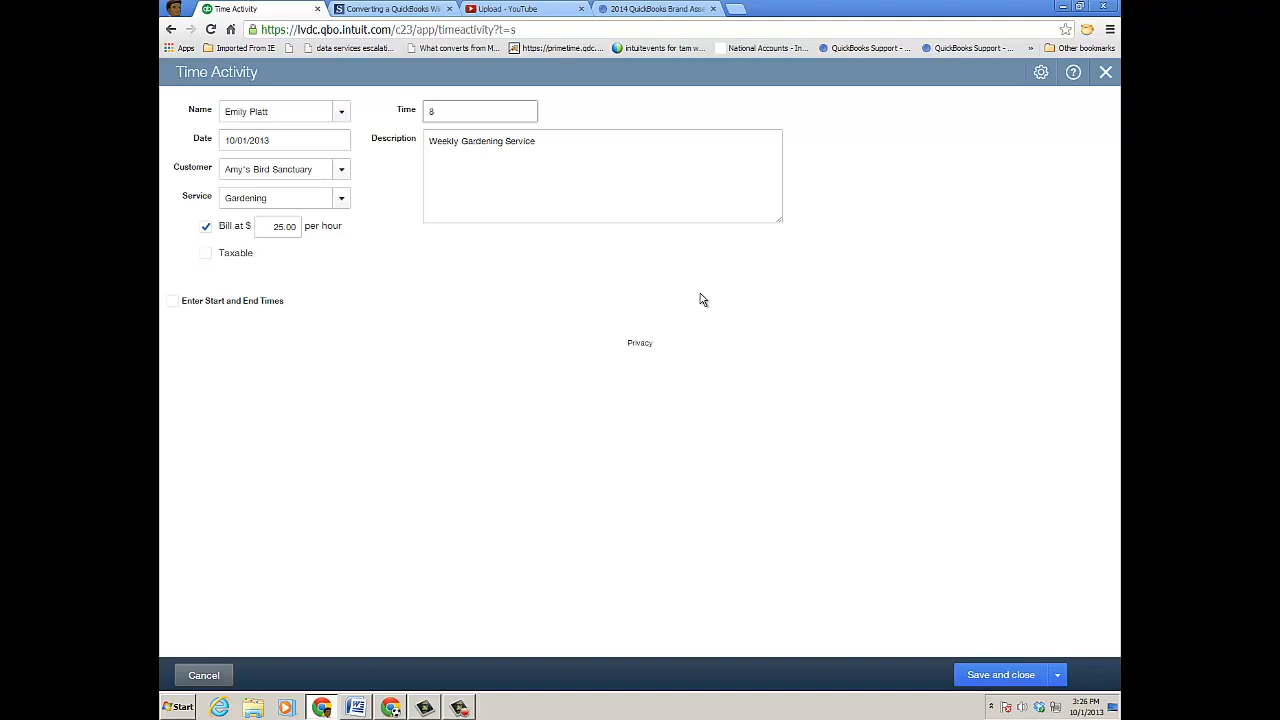 Time Activity
Converting a QuickBooks Wi
Upload - YouTube
2014 QuickBooks Brand Asse
https://lvdc.qbo.intuit.com/c23/app/timeactivity?t=s
Apps
Imported From IE
data services escalati...
What converts from M...
https://primetime.qdc....
intuitevents for tam w...
National Accounts - In...
QuickBooks Support - ...
QuickBooks Support - ...
»
Other bookmarks
Time Activity
Name Emily Platt Time 8
Date 10/01/2013 Description Weekly Gardening Service
Customer Amy's Bird Sanctuary
Service Gardening
Bill at $ 25.00 per hour
Taxable
Enter Start and End Times
Privacy
Cancel
Save and close
Start
3:26 PM
10/1/2013